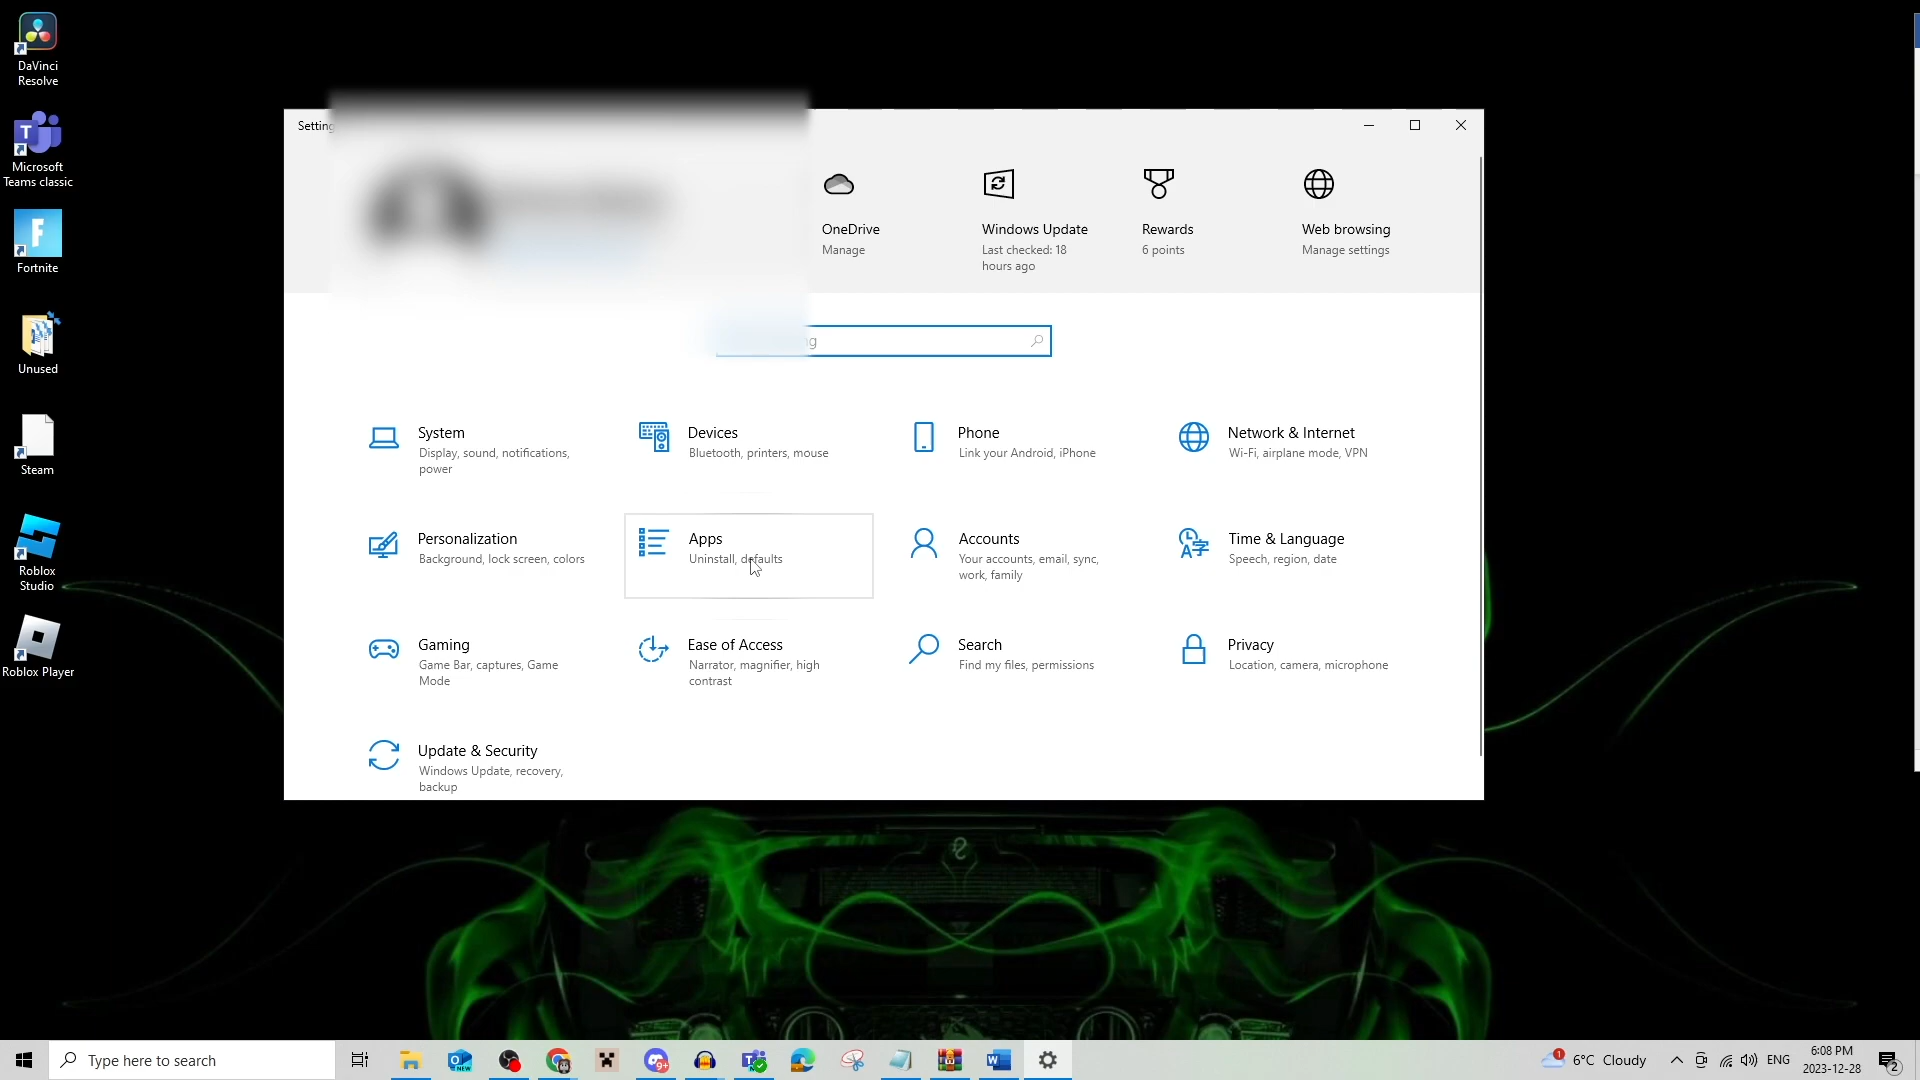 DaVinci
Resolve
Microsoft
Teams classic
Fortnite
Unused
Steam
Roblox
Studio
Roblox Player
OneDrive
Manage
Windows Update
Last checked: 18
hours ago
Rewards
6 points
Web browsing
Manage settings
System
Display, sound, notifications,
power
Devices
Bluetooth, printers, mouse
Phone
Link your Android, iPhone
Network & Internet
Wi-Fi, airplane mode, VPN
Personalization
Background, lock screen, colors
Apps
Uninstall, defaults
Accounts
Your accounts, email, sync,
work, family
Time & Language
Speech, region, date
Gaming
Game Bar, captures, Game
Mode
Ease of Access
Narrator, magnifier, high
contrast
Search
Find my files, permissions
Privacy
Location, camera, microphone
Update & Security
Windows Update, recovery,
backup
Type here to search
NEW
9+
1
6°C Cloudy
ENG
6:08 PM
2023-12-28
2